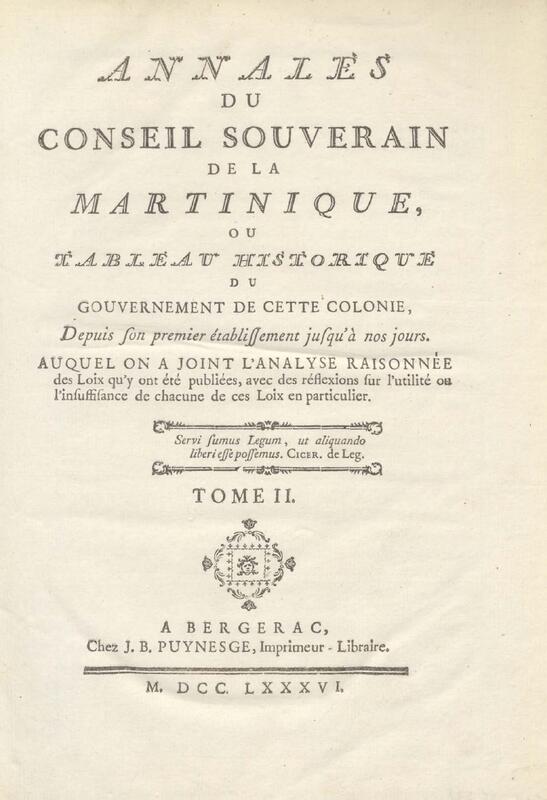 ANNALES
DU
CONSEIL SOUVERAIN
DE LA
MARTINIQUE,
OU
TABLEAU HISTORIQUE
DU
GOUVERNEMENT DE CETTE COLONIE,
Depuis ſon premier établiſſement juſqu'à nos jours.
AUQUEL ON A JOINT L'ANALYSE RAISONNÉE
des Loix qu'y ont été publiées, avec des réflexions ſur l'utilité ou
l'inſuffiſance de chacune de ces Loix en particulier.
Servi ſumus Legum, ut aliquando
liberi eſſe poſſemus. CICER. de Leg.
TOME II.
A BERGERAC,
Chez J. B. PUYNESGE, Imprimeur - Libraire.
M. DCC. LXXXVI.